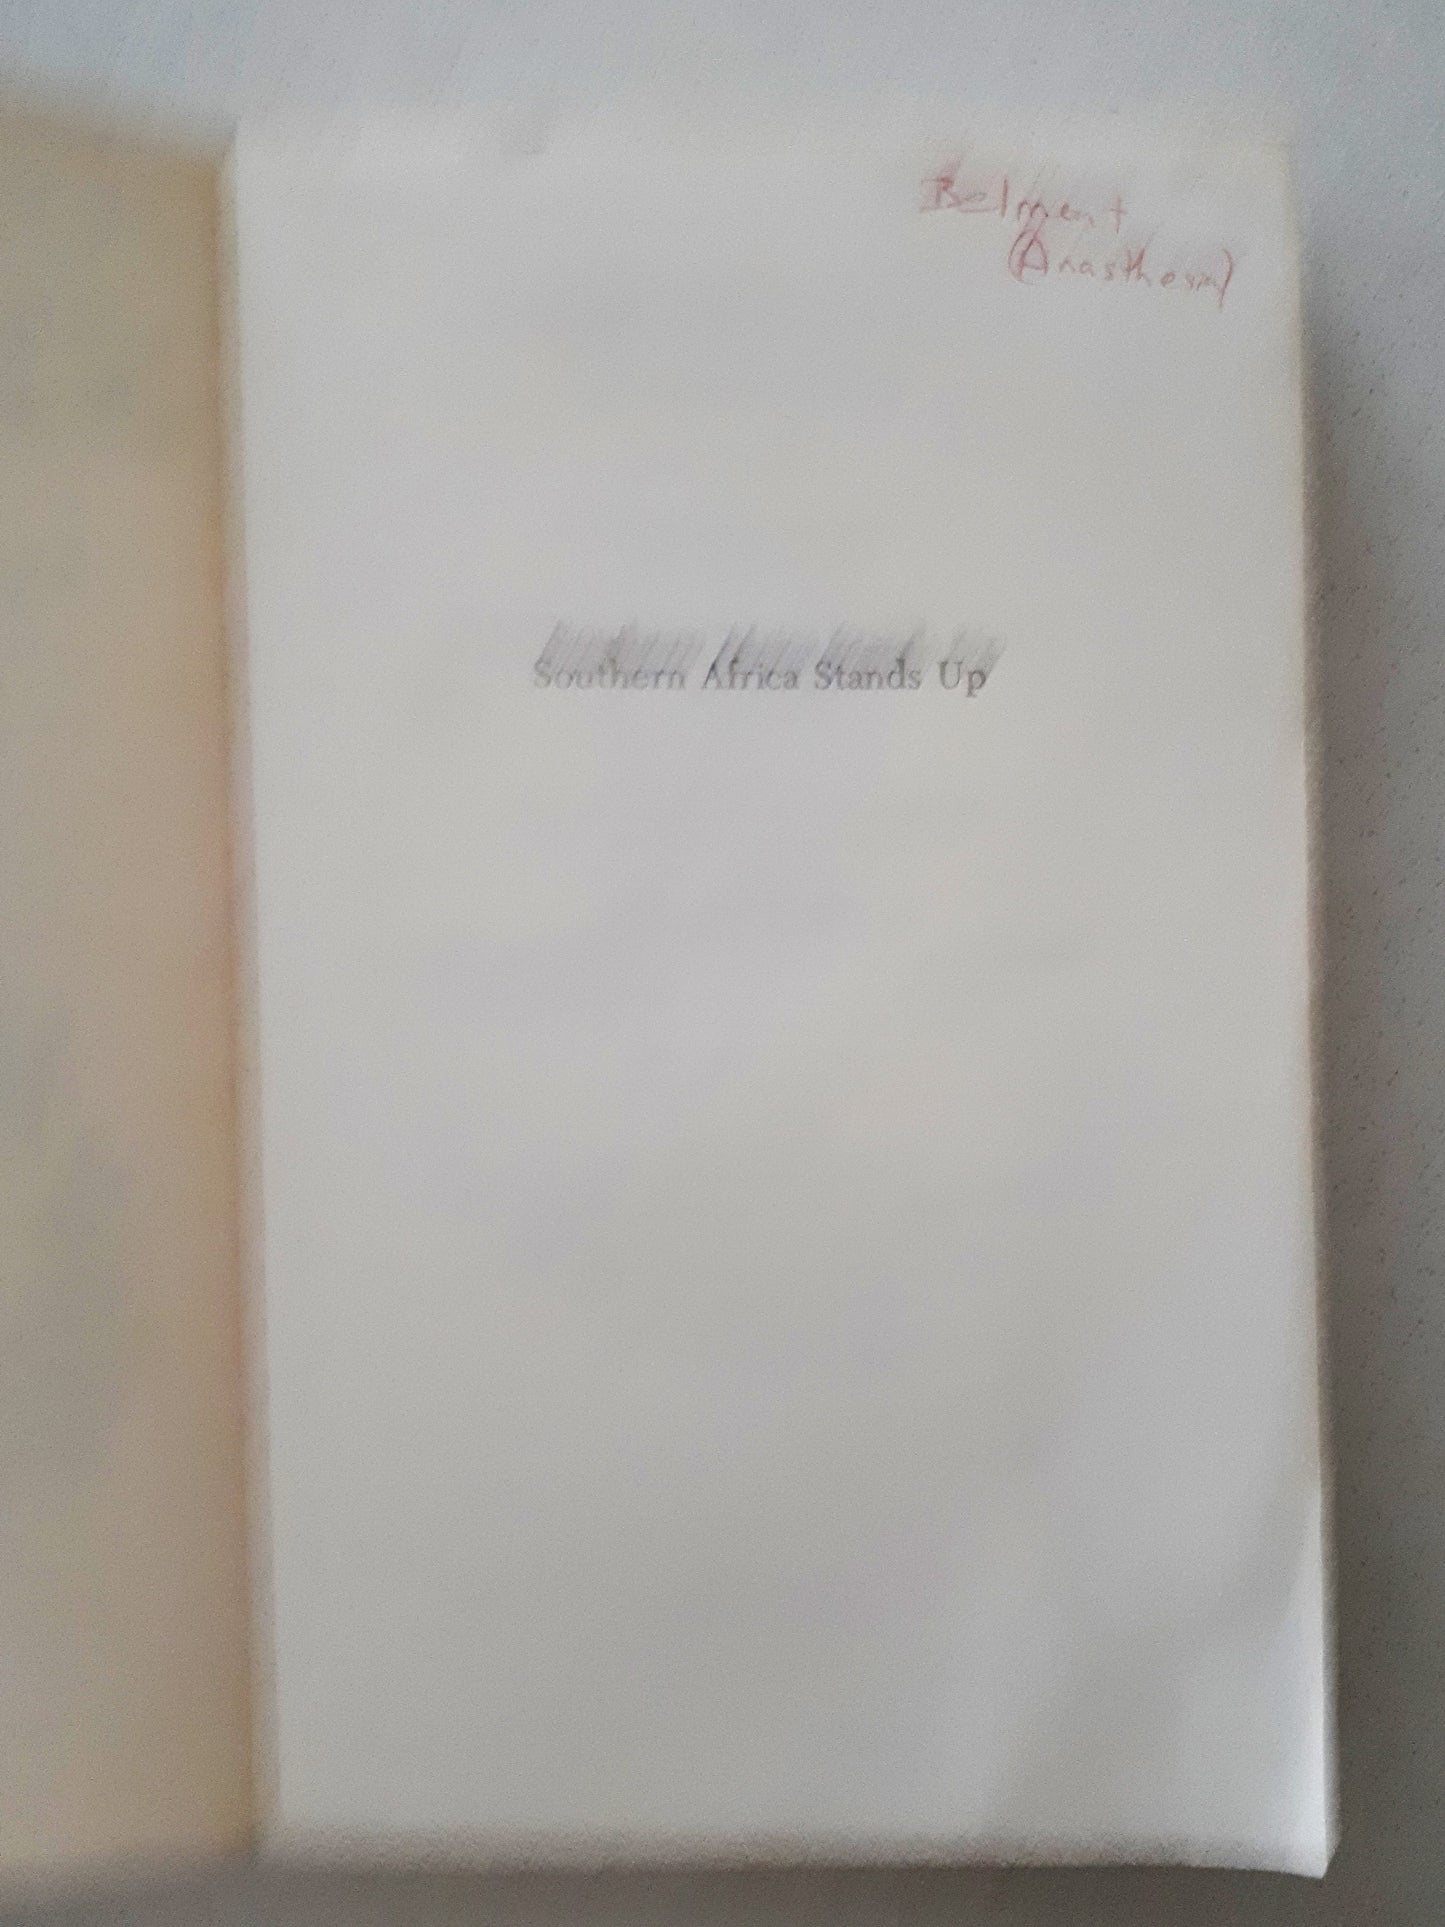 Belmont
(Anasthesia)
Southern Africa Stands Up